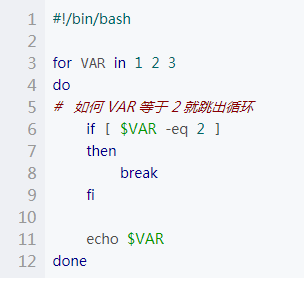 1 #!/bin/bash
2
3 for VAR in 1 2 3
4 do
5 #   如何 VAR 等于 2 就跳出循环
6     if [ $VAR -eq 2 ]
7     then
8         break
9     fi
10
11     echo $VAR
12 done